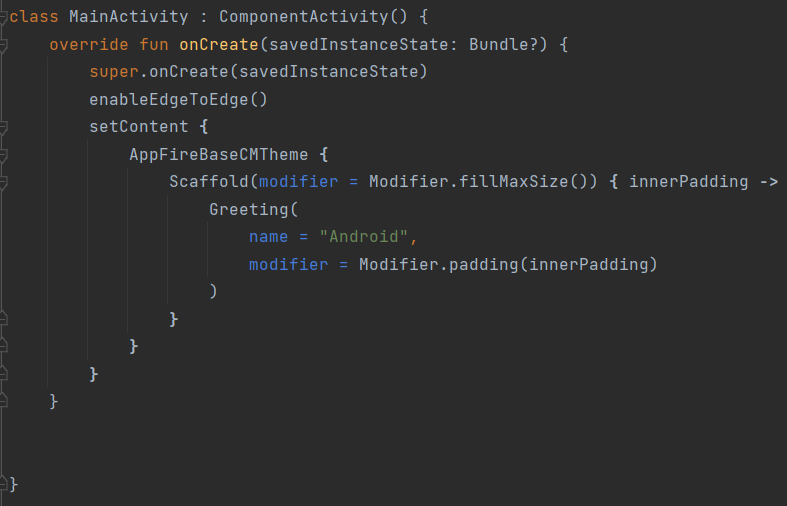 class MainActivity : ComponentActivity() {
    override fun onCreate(savedInstanceState: Bundle?) {
        super.onCreate(savedInstanceState)
        enableEdgeToEdge()
        setContent {
            AppFireBaseCMTheme {
                Scaffold(modifier = Modifier.fillMaxSize()) { innerPadding ->
                    Greeting(
                        name = "Android",
                        modifier = Modifier.padding(innerPadding)
                    )
                }
            }
        }
    }
}